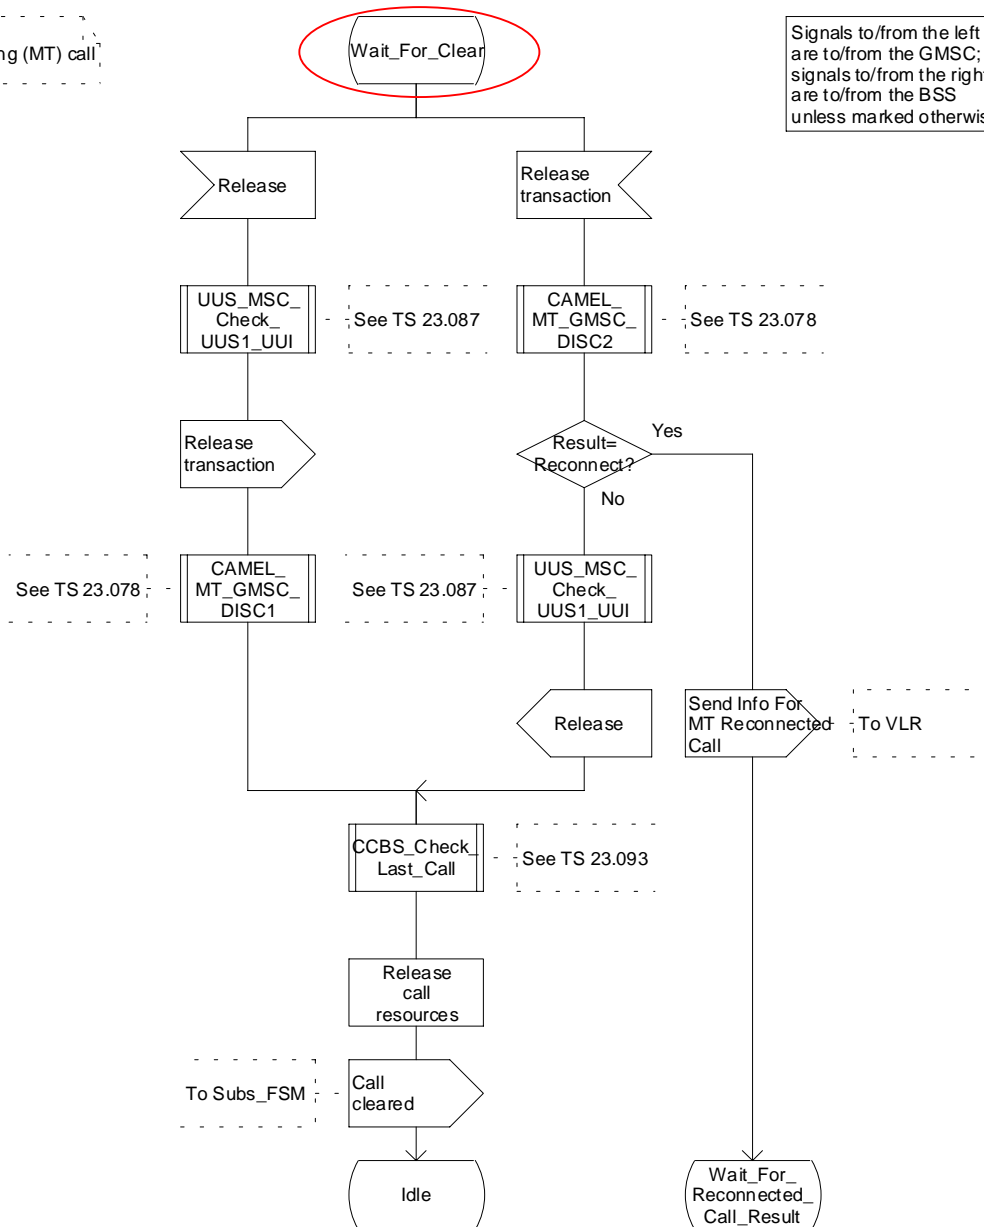 ng (MT) call
Wait_For_Clear
Signals to/from the left
are to/from the GMSC;
signals to/from the right
are to/from the BSS
unless marked otherwis
Release
Release
transaction
UUS_MSC_
Check_
UUS1_UUI
See TS 23.087
CAMEL_
MT_GMSC_
DISC2
See TS 23.078
Release
transaction
Result=
Reconnect?
Yes
No
See TS 23.078
CAMEL_
MT_GMSC_
DISC1
See TS 23.087
UUS_MSC_
Check_
UUS1_UUI
Release
Send Info For
MT Reconnected
Call
To VLR
CCBS_Check_
Last_Call
See TS 23.093
Release
call
resources
To Subs_FSM
Call
cleared
Idle
Wait_For_
Reconnected_
Call_Result